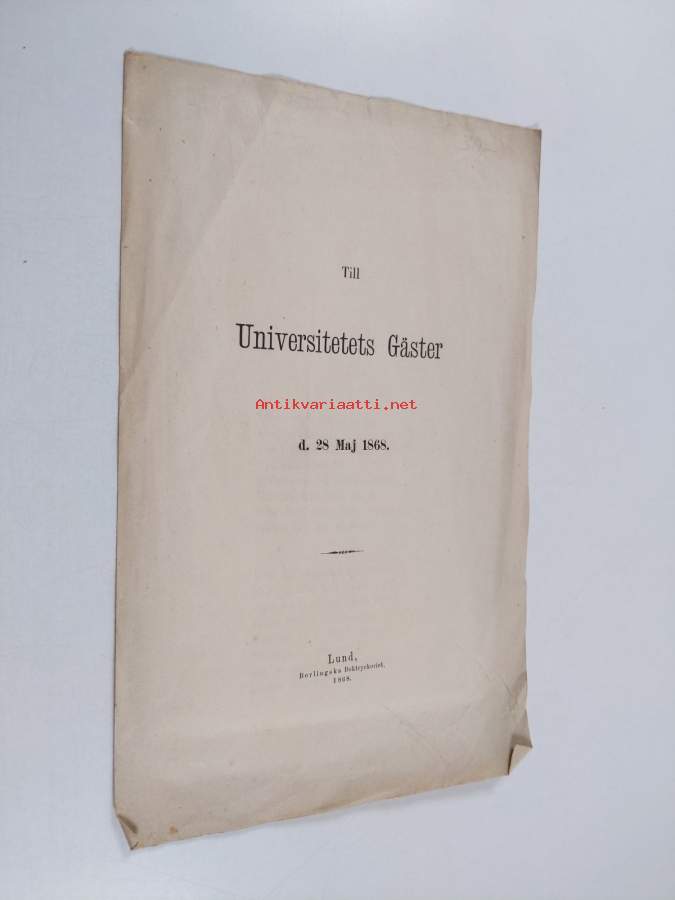 Till
Universitetets Gäster
Antikvariaatti.net
d. 28 Maj 1868.
Lund,
Berlingska Boktryckeriet,
1868.